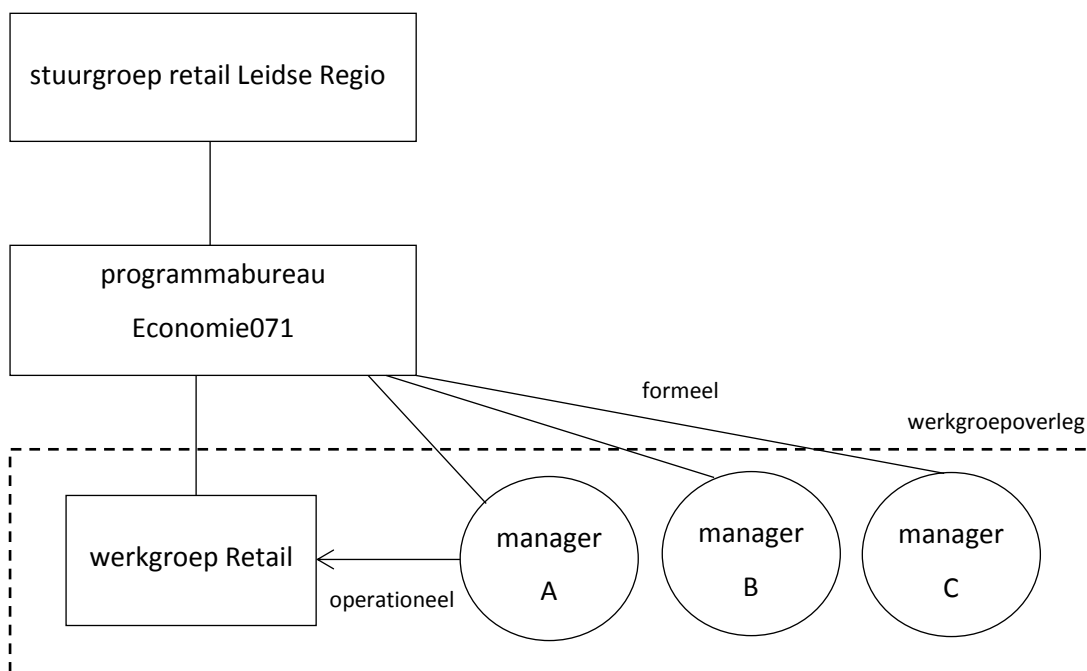 stuurgroep retail Leidse Regio
programmabureau
Economie071
formeel
werkgroepoverleg
werkgroep Retail
operationeel
manager
A
manager
B
manager
C